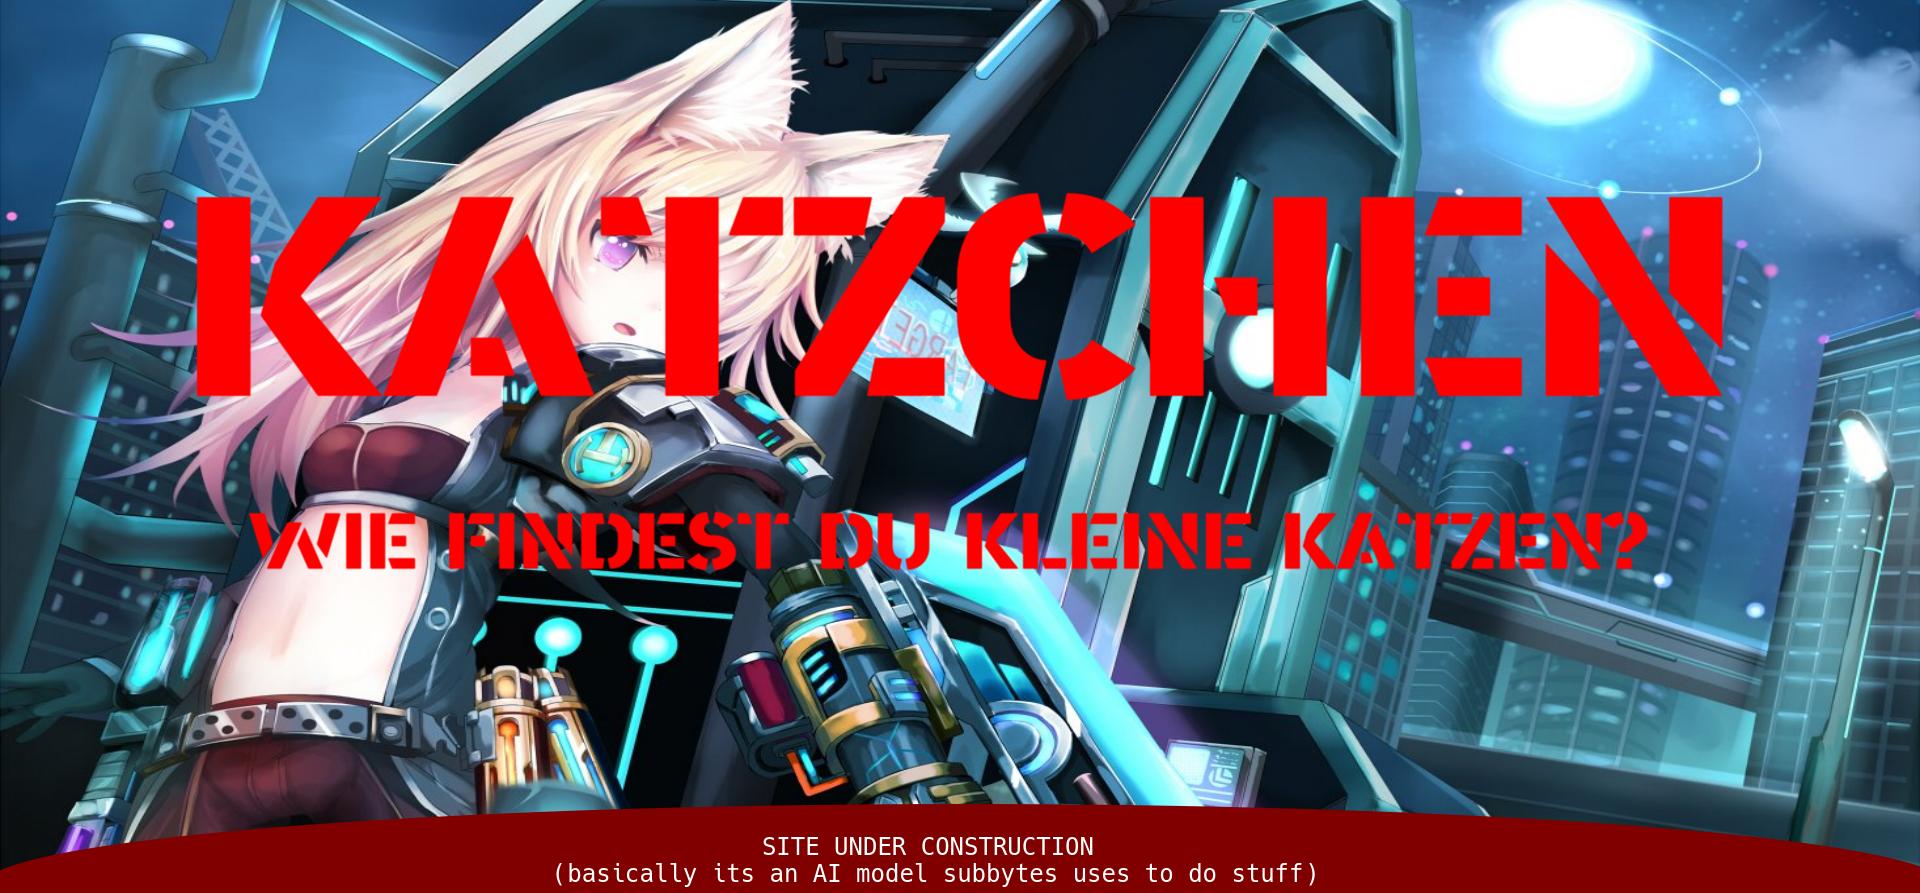 KATZCHEN
WIE FINDEST DU KLEINE KATZEN?
SITE UNDER CONSTRUCTION
(basically its an AI model subbytes uses to do stuff)